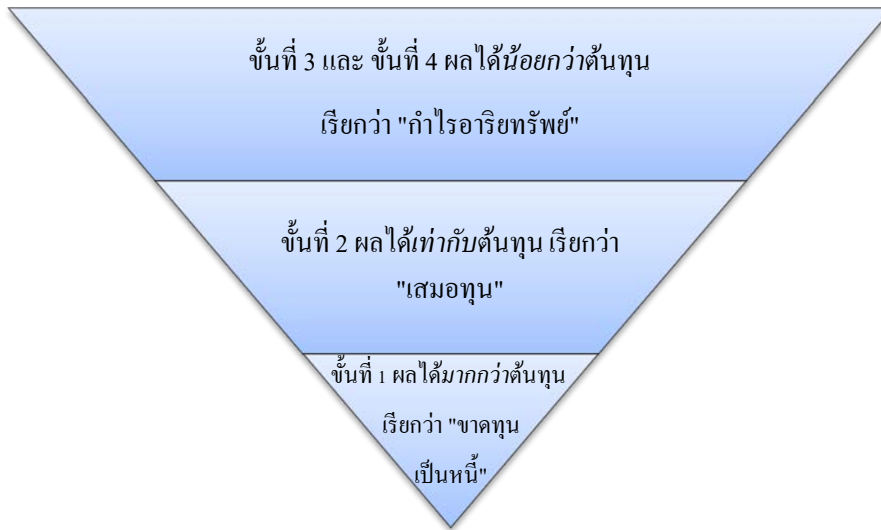 ขั้นที่ 3 และ ขั้นที่ 4 ผลได้น้อยกว่าต้นทุน
เรียกว่า "กำไรอาริยทรัพย์"
ขั้นที่ 2 ผลได้เท่ากับต้นทุน เรียกว่า
"เสมอทุน"
ขั้นที่ 1 ผลได้มากกว่าต้นทุน
เรียกว่า "ขาดทุน
เป็นหนี้"